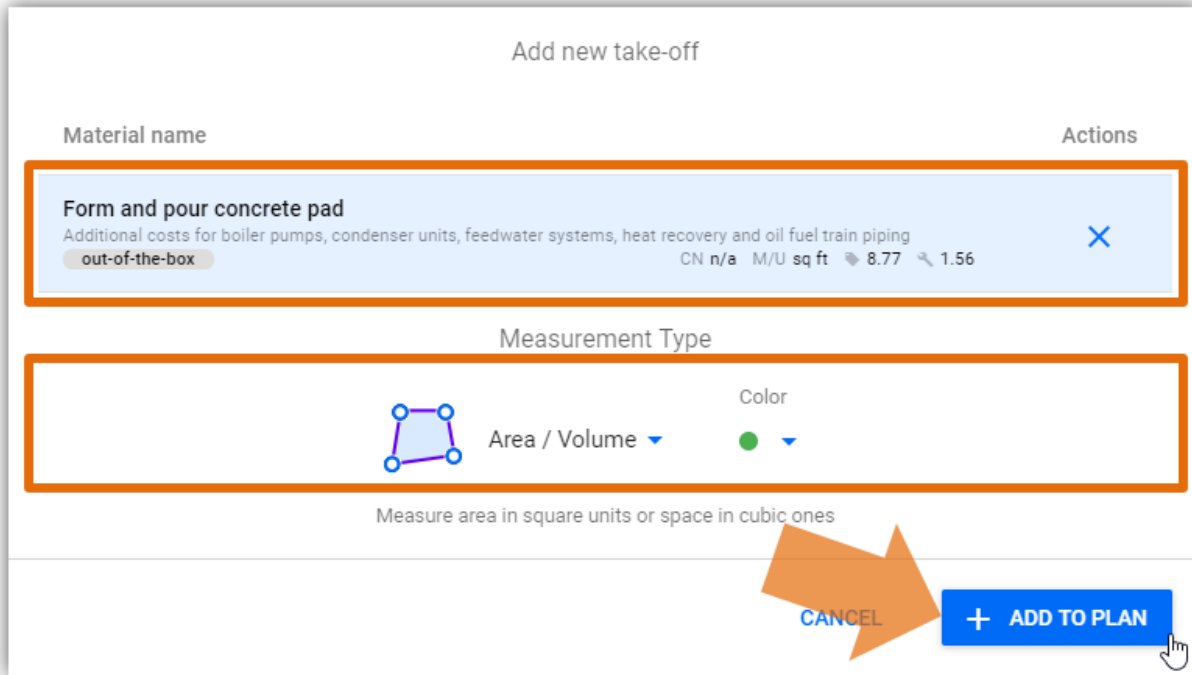 Add new take-off
Material name Actions
Form and pour concrete pad
Additional costs for boiler pumps, condenser units, feedwater systems, heat recovery and oil fuel train piping
out-of-the-box CN n/a M/U sq ft 8.77 1.56
Measurement Type
Color
Area / Volume
Measure area in square units or space in cubic ones
CANCEL + ADD TO PLAN